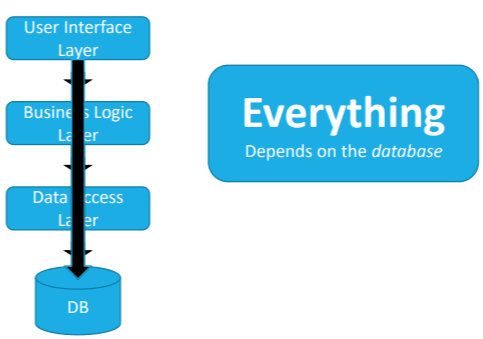 User Interface
Layer
Business Logic
Layer
Data Access
Layer
DB
Everything
Depends on the database